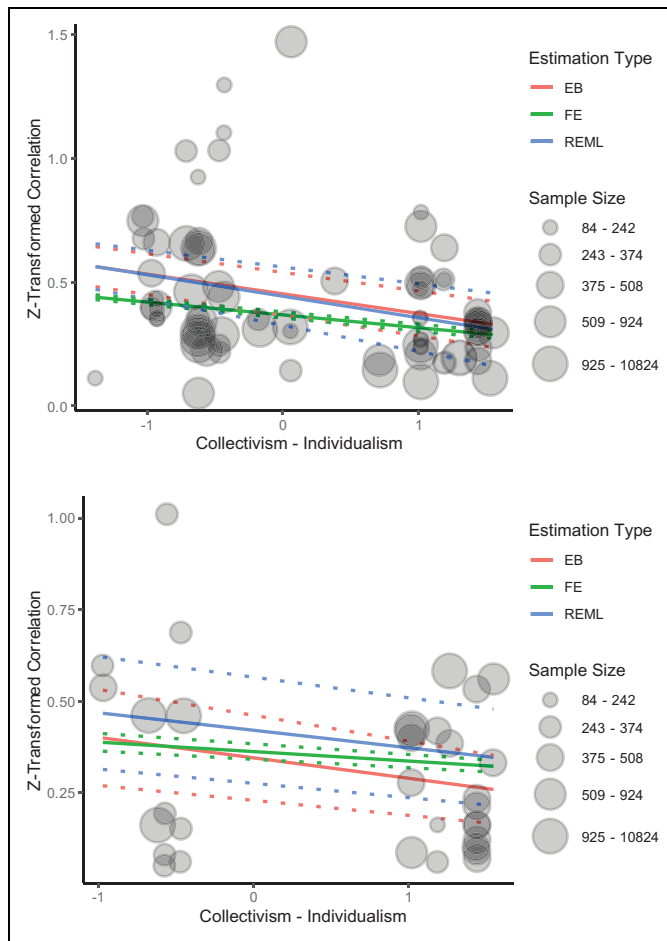 1.5
1.0
0.5
0.0
-1
0
1
Z-Transformed Correlation
Collectivism - Individualism
Estimation Type
EB
FE
REML
Sample Size
84 - 242
243 - 374
375 - 508
509 - 924
925 - 10824
1.00
0.75
0.50
0.25
-1
0
1
Z-Transformed Correlation
Collectivism - Individualism
Estimation Type
EB
FE
REML
Sample Size
84 - 242
243 - 374
375 - 508
509 - 924
925 - 10824